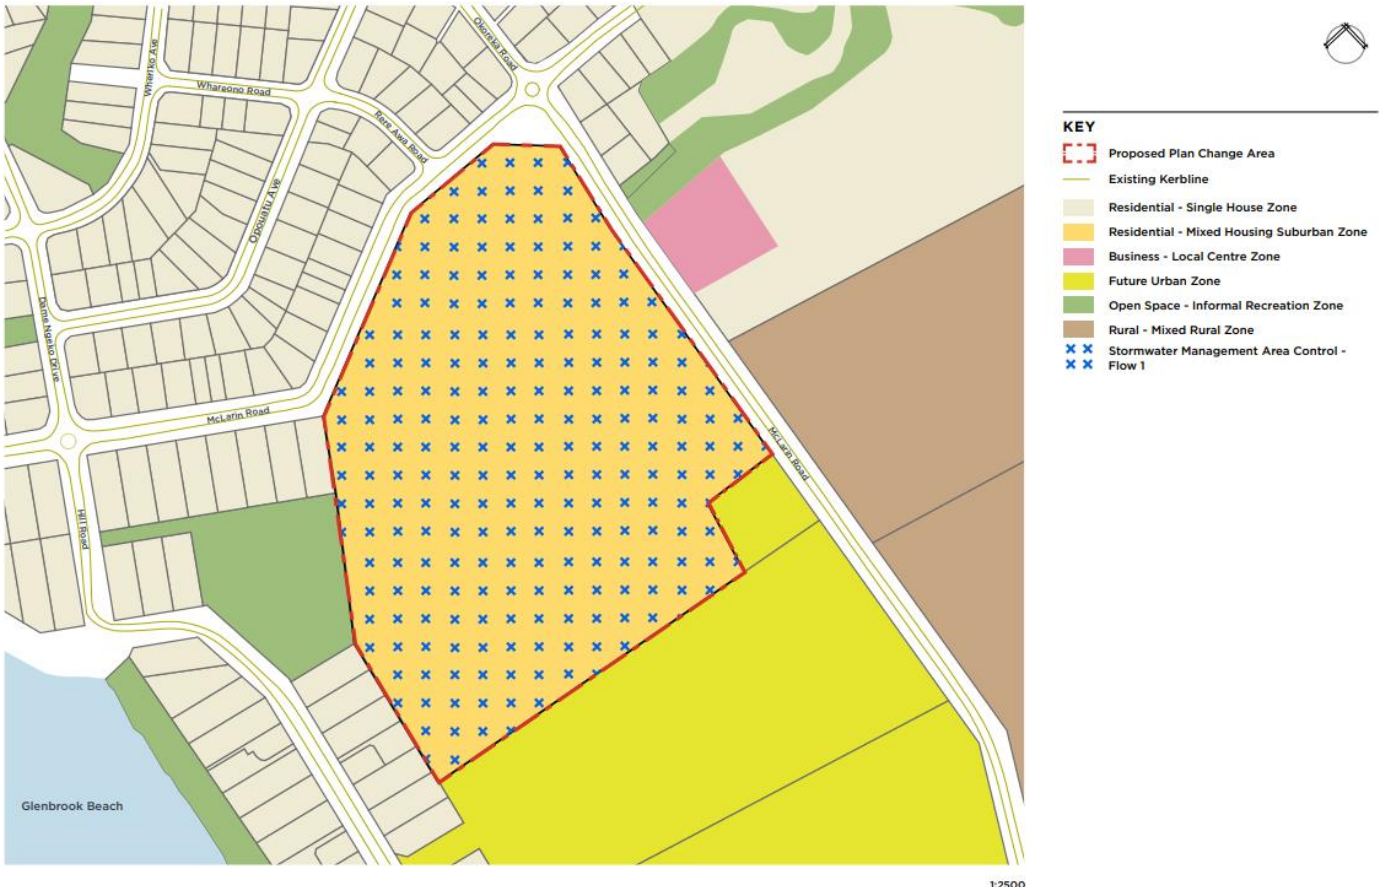 Okoreka Road
Wheriko Ave
Whareono Road
Rere Awa Road
Opouatu Ave
Dame Ngeko Drive
McLarin Road
McLarin Road
Hill Road
Glenbrook Beach
KEY
Proposed Plan Change Area
Existing Kerbline
Residential - Single House Zone
Residential - Mixed Housing Suburban Zone
Business - Local Centre Zone
Future Urban Zone
Open Space - Informal Recreation Zone
Rural - Mixed Rural Zone
Stormwater Management Area Control -
Flow 1
1:2500